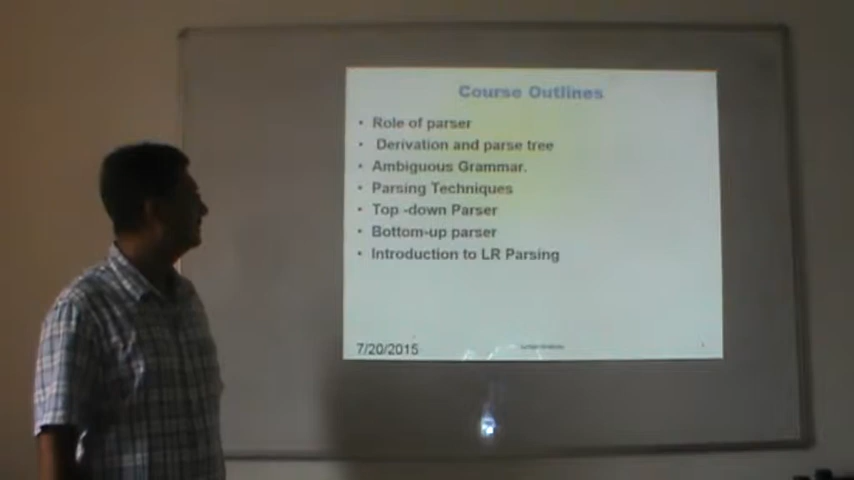 Course Outlines
• Role of parser
• Derivation and parse tree
• Ambiguous Grammar.
• Parsing Techniques
• Top -down Parser
• Bottom-up parser
• Introduction to LR Parsing
7/20/2015